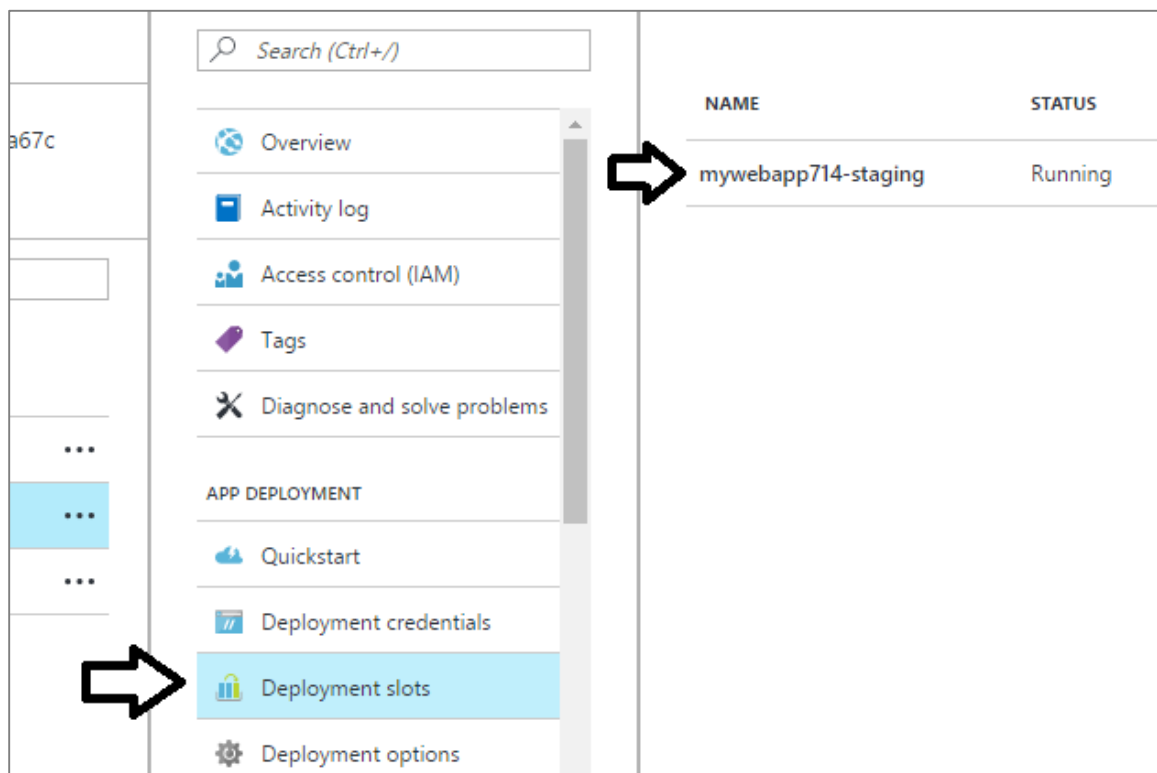 a67c
Search (Ctrl+/)
Overview
Activity log
Access control (IAM)
Tags
Diagnose and solve problems
APP DEPLOYMENT
Quickstart
Deployment credentials
Deployment slots
Deployment options
NAME STATUS
mywebapp714-staging Running